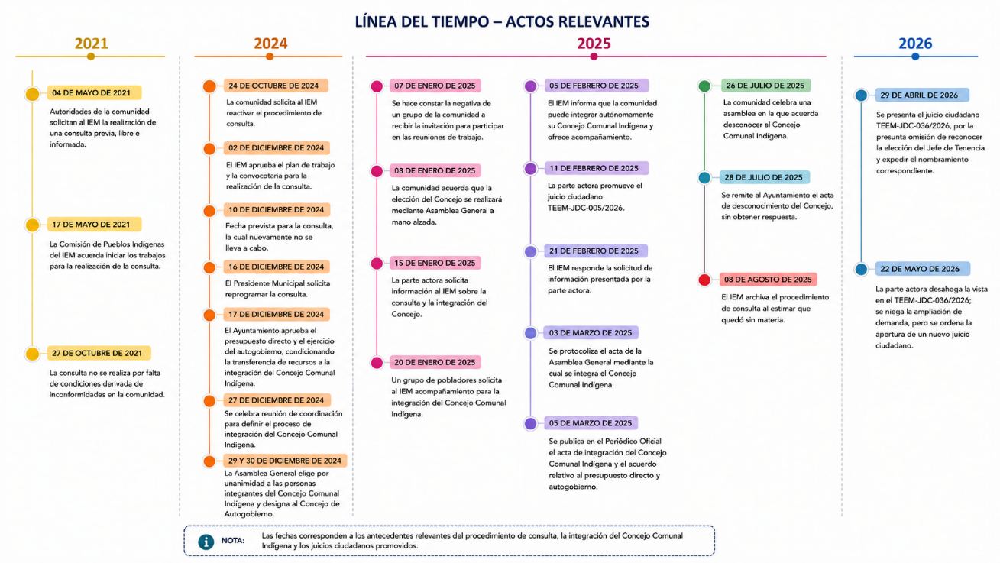 LÍNEA DEL TIEMPO – ACTOS RELEVANTES
2021
04 DE MAYO DE 2021
Autoridades de la comunidad
solicitan al IEM la realización de
una consulta previa, libre e
informada.
17 DE MAYO DE 2021
La Comisión de Pueblos Indígenas
del IEM acuerda iniciar los trabajos
para la realización de la consulta.
27 DE OCTUBRE DE 2021
La consulta no se realiza por falta
de condiciones derivada de
inconformidades en la comunidad.
2024
24 DE OCTUBRE DE 2024
La comunidad solicita al IEM
reactivar el procedimiento de
consulta.
02 DE DICIEMBRE DE 2024
El IEM aprueba el plan de trabajo
y la convocotaria para la
realización de la consulta.
10 DE DICIEMBRE DE 2024
Fecha prevista para la consulta,
la cual nuevamente no se
lleva a cabo.
16 DE DICIEMBRE DE 2024
El Presidente Municipal solicita
reprogramar la consulta.
17 DE DICIEMBRE DE 2024
El Ayuntamiento aprueba el
presupuesto directo y el ejercicio
del autogobierno, condicionando
la transferencia de recursos a la
integración del Concejo Comunal
Indígena.
27 DE DICIEMBRE DE 2024
Se celebra reunión de coordinación
para definir el proceso de
integración del Concejo Comunal
Indígena.
29 Y 30 DE DICIEMBRE DE 2024
La Asamblea General elige por
unanimidad a las personas
integrantes del Concejo Comunal
Indígena y designa al Concejo de
Autogobierno.
2025
07 DE ENERO DE 2025
Se hace constar la negativa de
un grupo de la comunidad a
recibir la invitación para participar
en las reuniones de trabajo.
08 DE ENERO DE 2025
La comunidad acuerda que la
elección del Concejo se realizará
mediante Asamblea General a
mano alzada.
15 DE ENERO DE 2025
La parte actora solicita
información al IEM sobre la
consulta y la integración del
Concejo.
20 DE ENERO DE 2025
Un grupo de pobladores solicita
al IEM acompañamiento para la
integración del Concejo Comunal
Indígena.
05 DE FEBRERO DE 2025
El IEM informa que la comunidad
puede integrar autónomamente
su Concejo Comunal Indígena y
ofrece acompañamiento.
11 DE FEBRERO DE 2025
La parte actora promueve el
juicio ciudadano
TEEM-JDC-005/2026.
21 DE FEBRERO DE 2025
El IEM responde la solicitud de
información presentada por la
parte actora.
03 DE MARZO DE 2025
Se protocoliza el acta de la
Asamblea General mediante la
cual se integra el Concejo
Comunal Indígena.
05 DE MARZO DE 2025
Se publica en el Periódico Oficial
el acta de integración del Concejo
Comunal Indígena y el acuerdo
relativo al presupuesto directo y
autogobierno.
26 DE JULIO DE 2025
La comunidad celebra una
asamblea en la que acuerda
desconocer al Concejo
Comunal Indígena.
28 DE JULIO DE 2025
Se remite al Ayuntamiento el acta
de desconocimiento del Concejo,
sin obtener respuesta.
08 DE AGOSTO DE 2025
El IEM archiva el procedimiento
de consulta al estimar que
quedó sin materia.
2026
29 DE ABRIL DE 2026
Se presenta el juicio ciudadano
TEEM-JDC-036/2026, por la
presunta omisión de reconocer
la elección del Jefe de Tenencia
y expedir el nombramiento
correspondiente.
22 DE MAYO DE 2026
La parte actora desahoga la vista
en el TEEM-JDC-036/2026;
se niega la ampliación de
demanda, pero se ordena la
apertura de un nuevo juicio
ciudadano.
NOTA:
Las fechas corresponden a los antecedentes relevantes del procedimiento de consulta, la integración del Concejo Comunal
Indígena y los juicios ciudadanos promovidos.